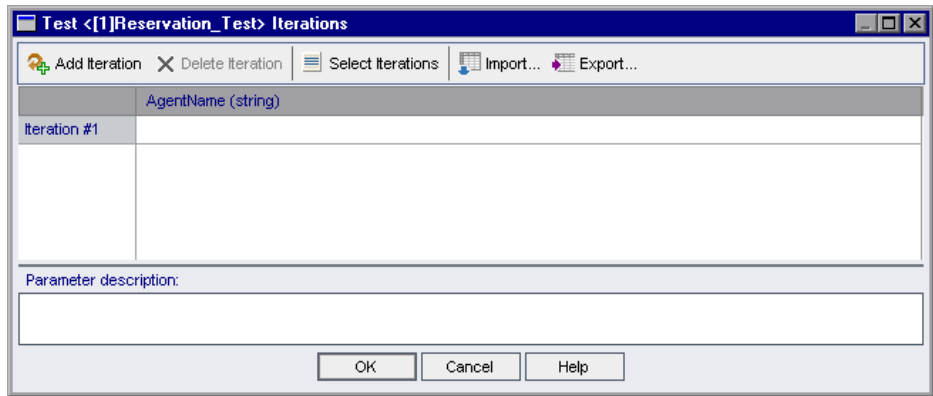 Test <[1]Reservation_Test> Iterations
Add Iteration Delete Iteration Select Iterations Import... Export...
AgentName (string)
Iteration #1
Parameter description:
OK Cancel Help